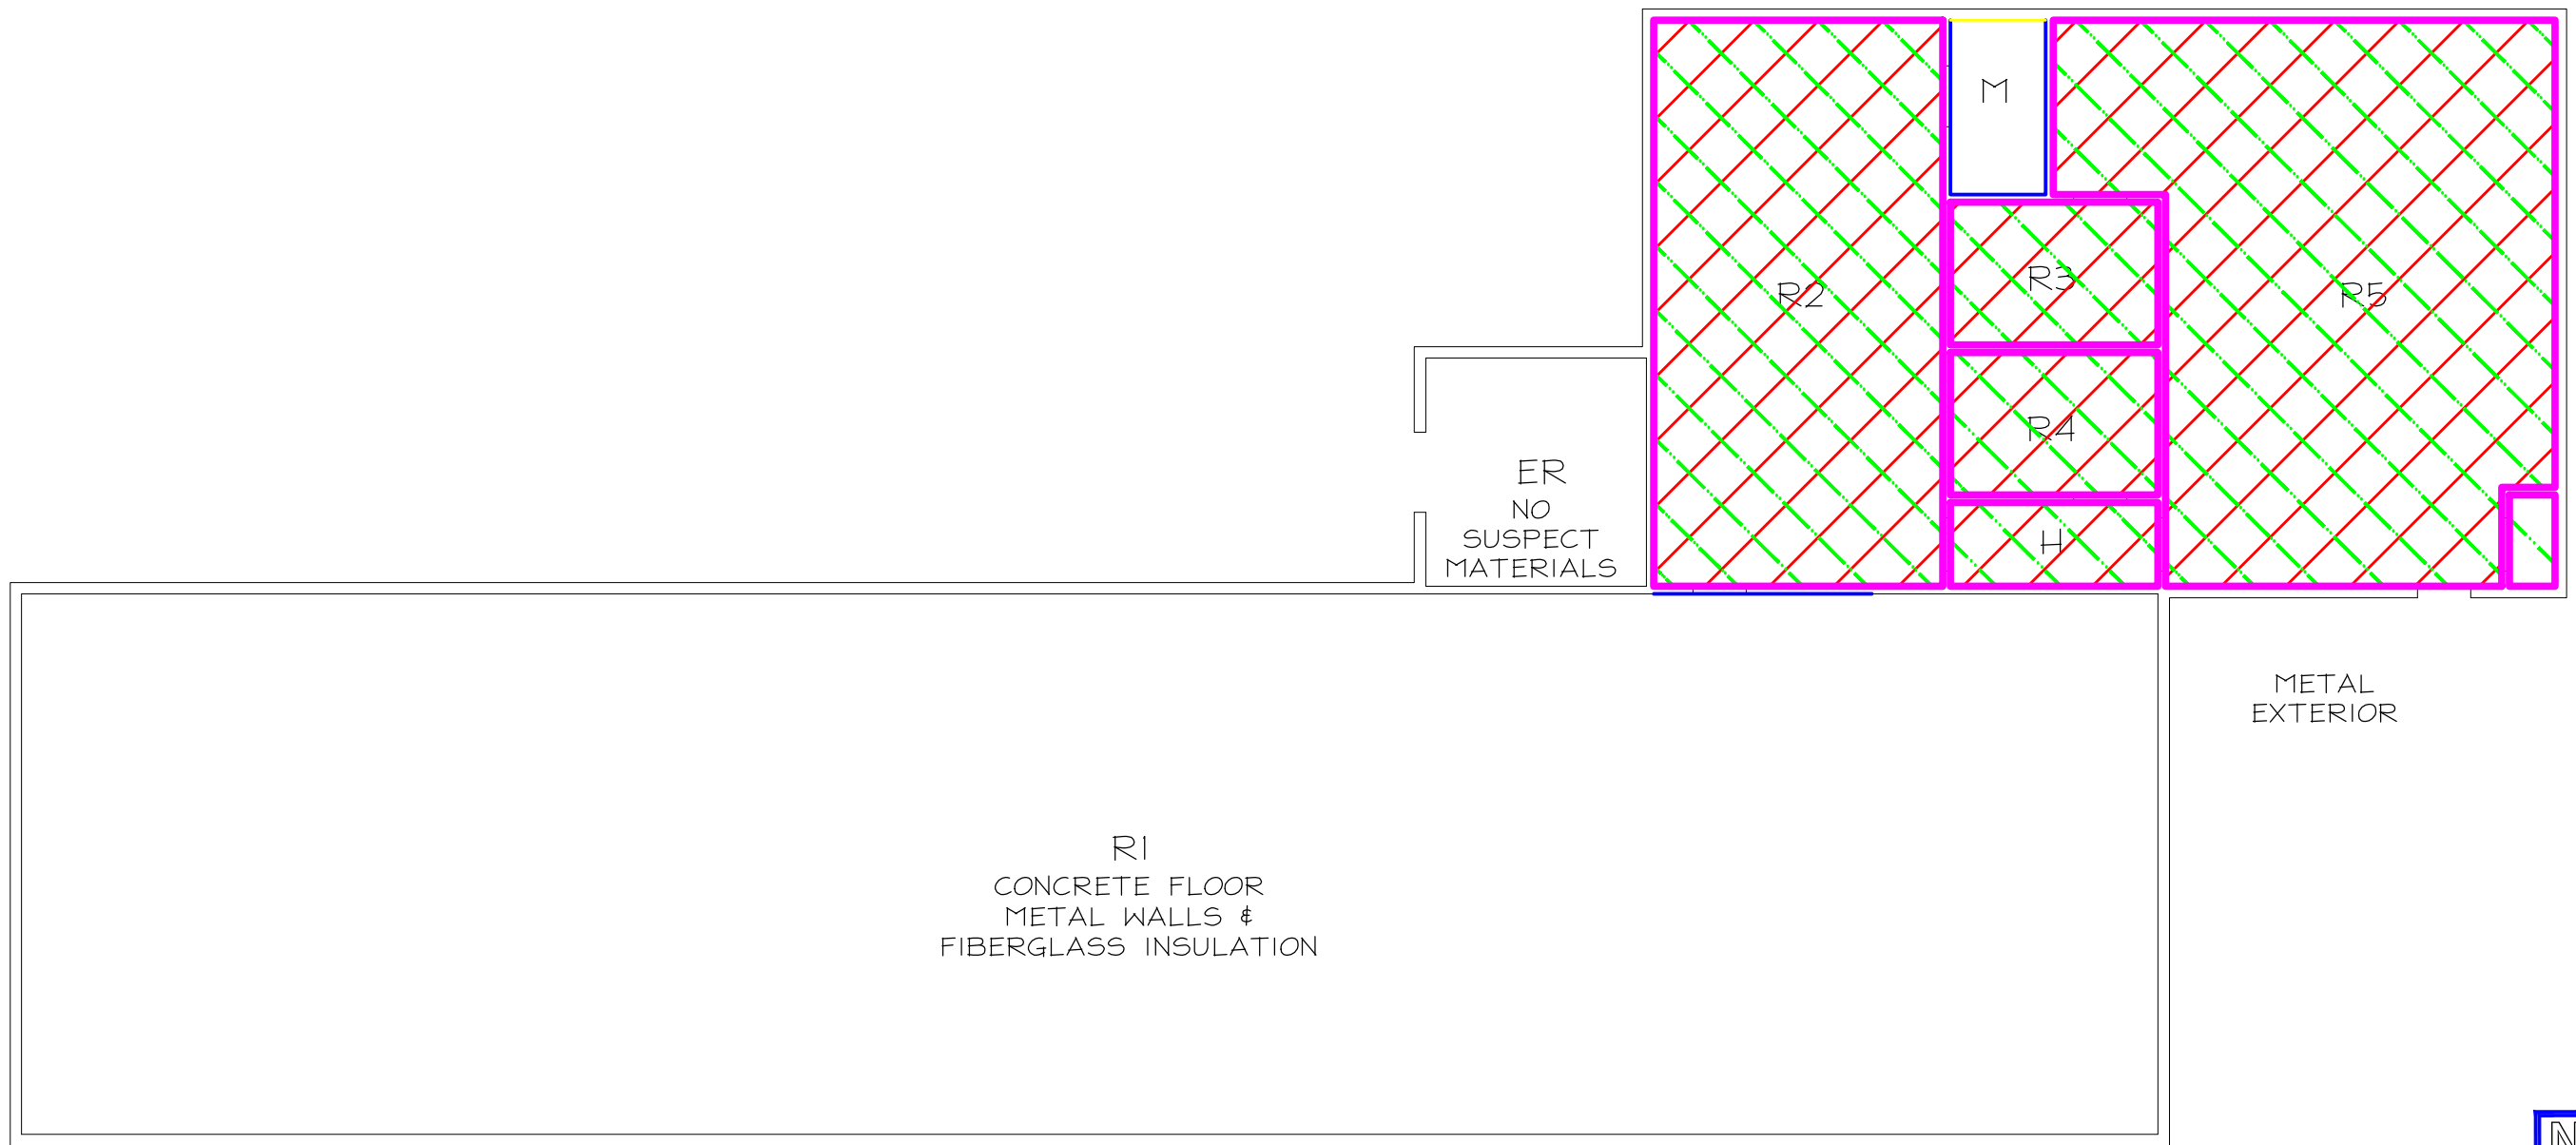 M
R3
R2
R5
R4
ER
NO
SUSPECT
MATERIALS
H
METAL
EXTERIOR
R1
CONCRETE FLOOR
METAL WALLS &
FIBERGLASS INSULATION